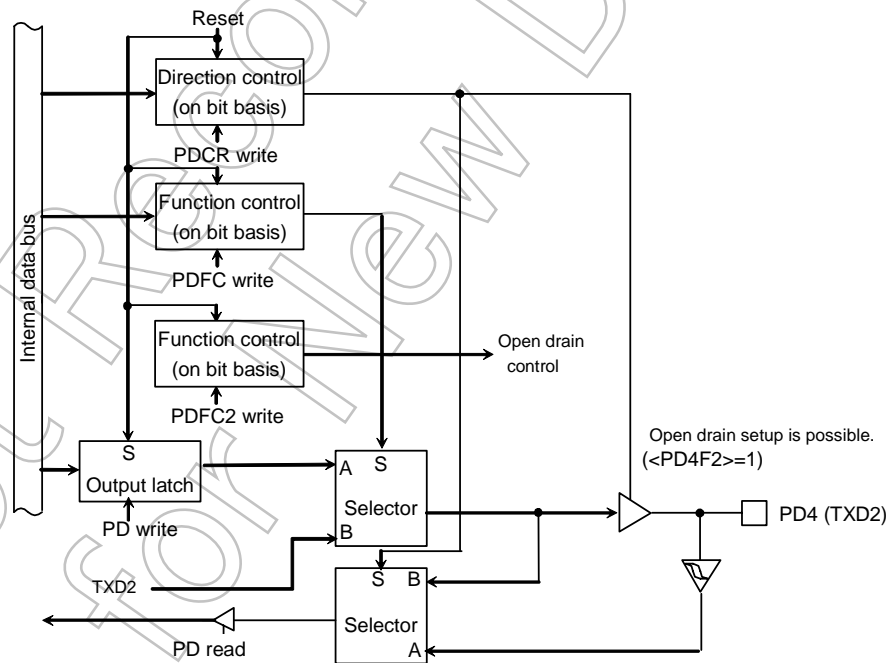 Reset
Direction control
(on bit basis)
PDCR write
Function control
(on bit basis)
PDFC write
Internal data bus
Function control
(on bit basis)
PDFC2 write
Open drain
control
S
Output latch
PD write
A
S
Selector
B
TXD2
Open drain setup is possible.
(<PD4F2>=1)
PD4 (TXD2)
S
B
Selector
A
PD read